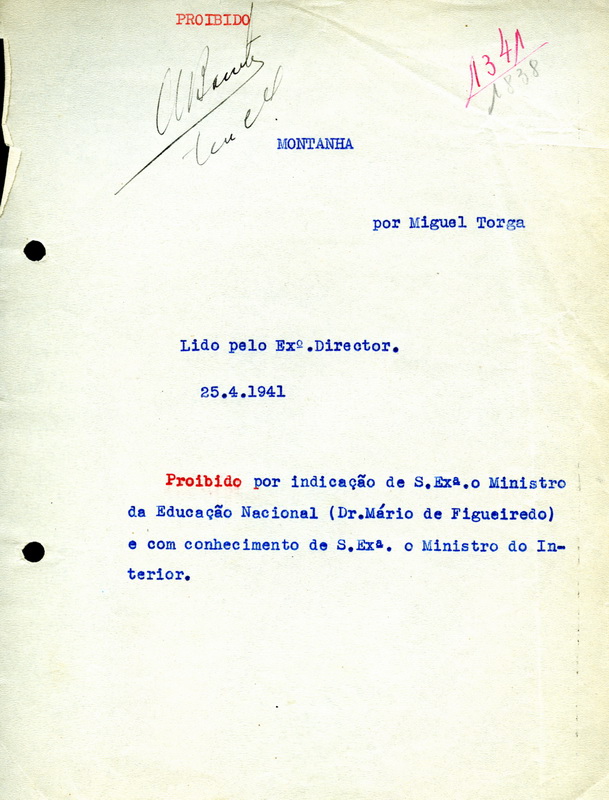 PROIBIDO
1341
1838
MONTANHA
por Miguel Torga
Lido pelo Exº.Director.
25.4.1941
Proibido por indicação de S.Exª.o Ministro
da Educação Nacional (Dr.Mário de Figueiredo)
e com conhecimento de S.Exª. o Ministro do In-
terior.